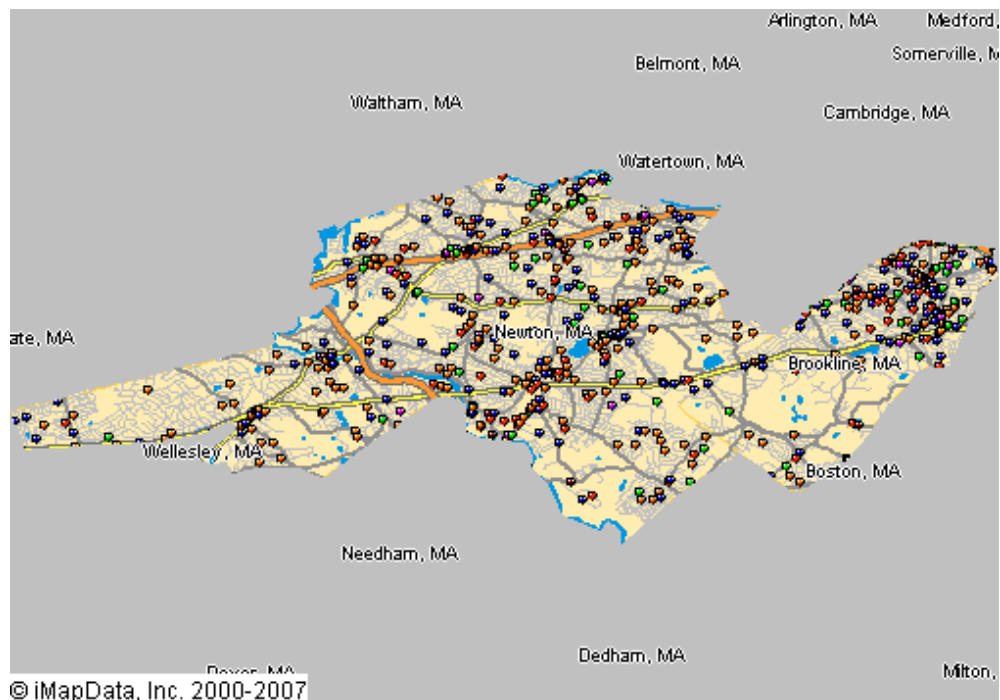 Arlington, MA
Medford,
Somerville, M
Belmont, MA
Waltham, MA
Cambridge, MA
Watertown, MA
Newton, MA
ate, MA
Brookline, MA
Wellesley, MA
Boston, MA
Needham, MA
Dedham, MA
Milton,
© iMapData, Inc. 2000-2007